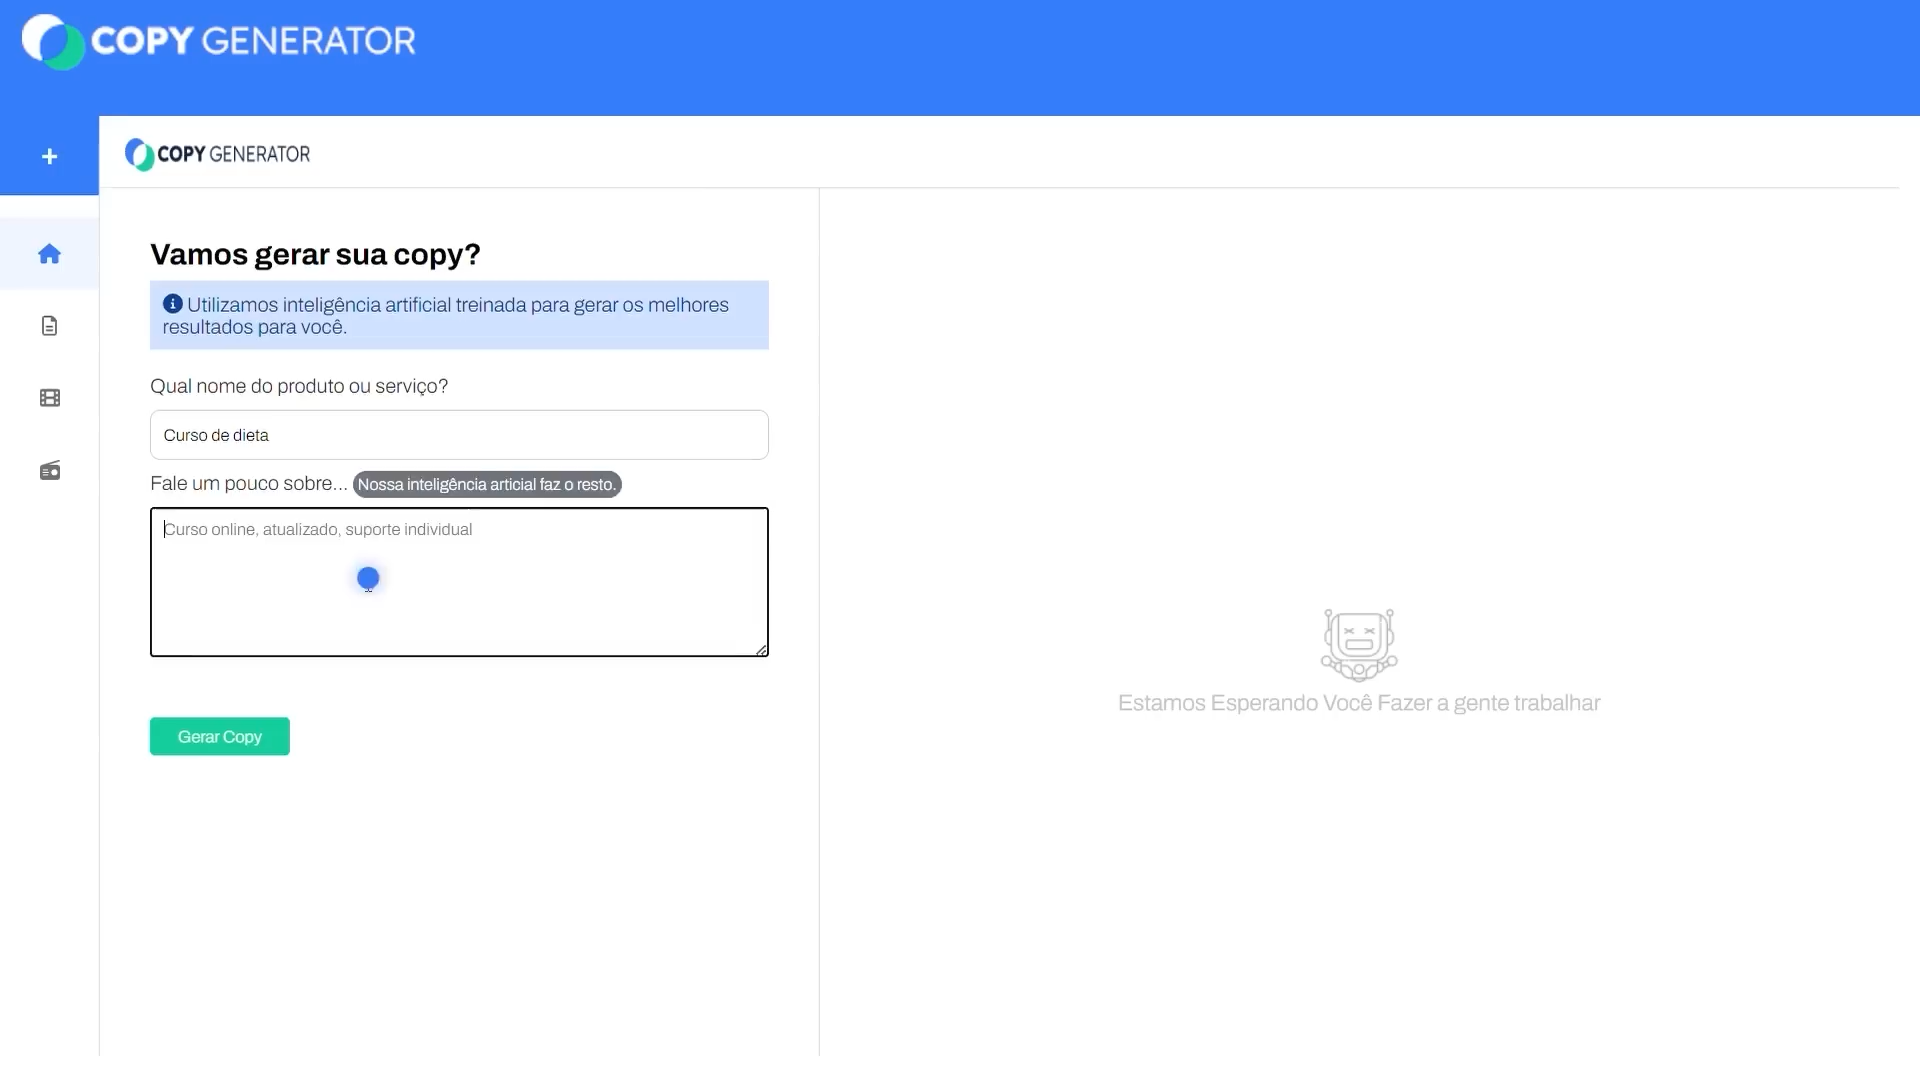 COPY GENERATOR
COPY GENERATOR
Vamos gerar sua copy?
Utilizamos inteligência artificial treinada para gerar os melhores
resultados para você.
Qual nome do produto ou serviço?
Curso de dieta
Fale um pouco sobre... Nossa inteligência articial faz o resto.
Curso online, atualizado, suporte individual
Gerar Copy
Estamos Esperando Você Fazer a gente trabalhar